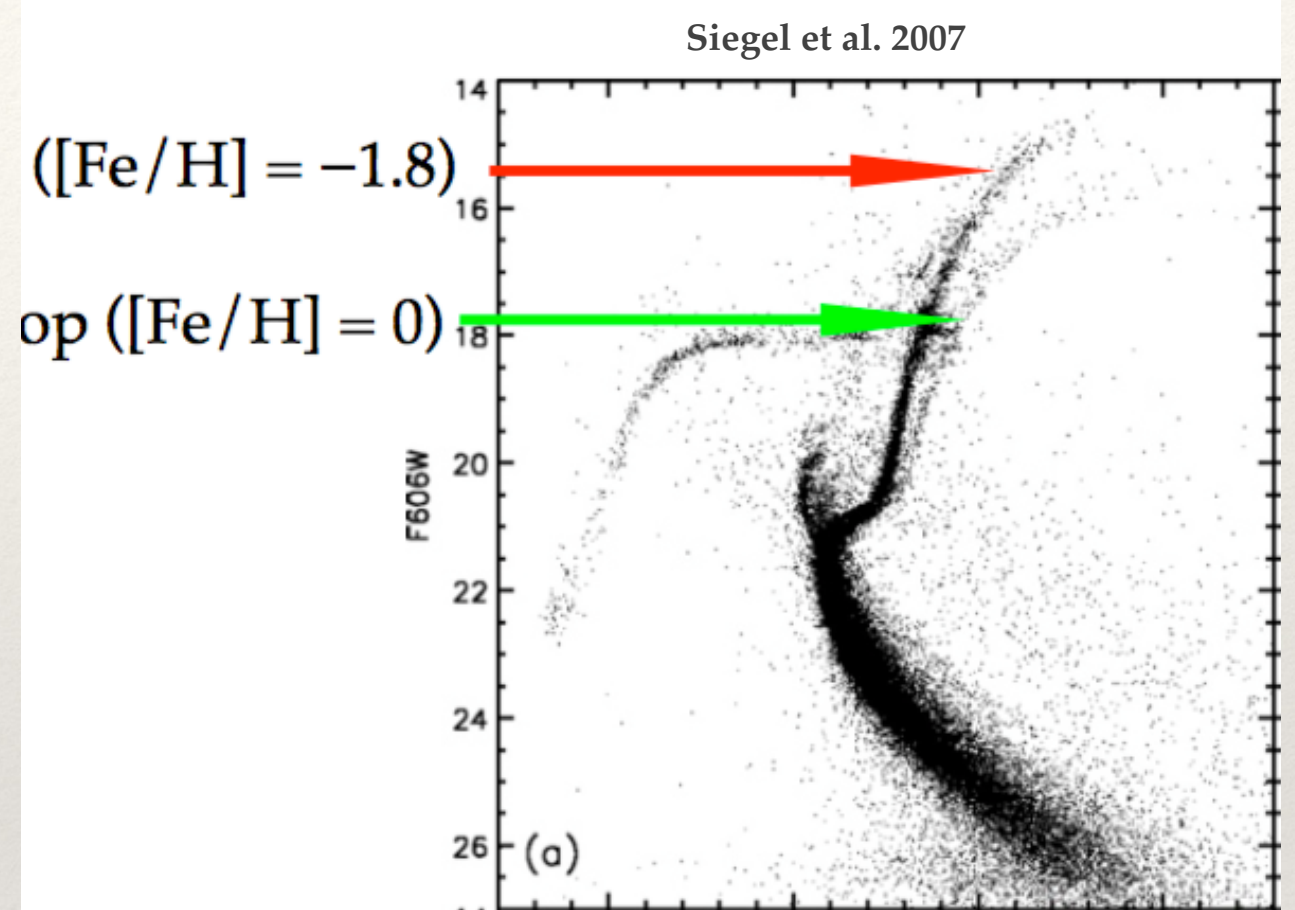 Siegel et al. 2007
14
([Fe/H] = −1.8)
16
op ([Fe/H] = 0)
18
F606W
20
22
24
26
(a)